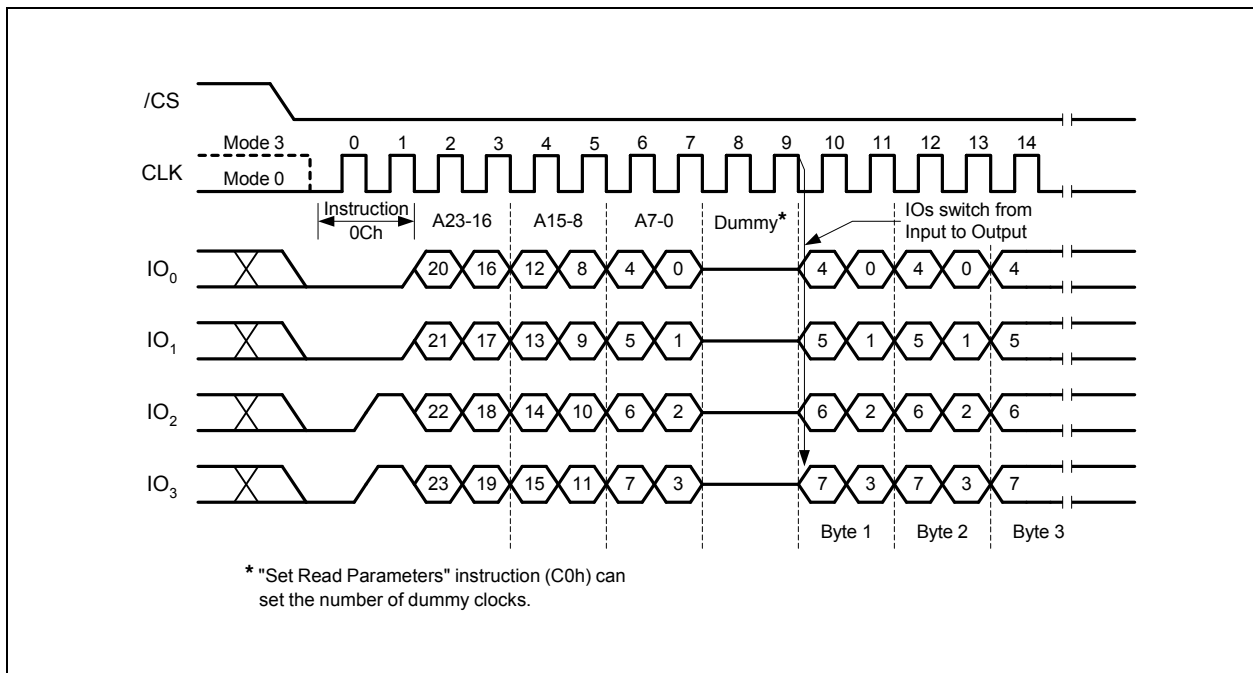 /CS
Mode 3
0 1 2 3 4 5 6 7 8 9 10 11 12 13 14
CLK
Mode 0
Instruction
0Ch
A23-16 A15-8 A7-0 Dummy*
IOs switch from
Input to Output
IO0 20 16 12 8 4 0 4 0 4 0 4
IO1 21 17 13 9 5 1 5 1 5 1 5
IO2 22 18 14 10 6 2 6 2 6 2 6
IO3 23 19 15 11 7 3 7 3 7 3 7
Byte 1 Byte 2 Byte 3
* "Set Read Parameters" instruction (C0h) can
set the number of dummy clocks.